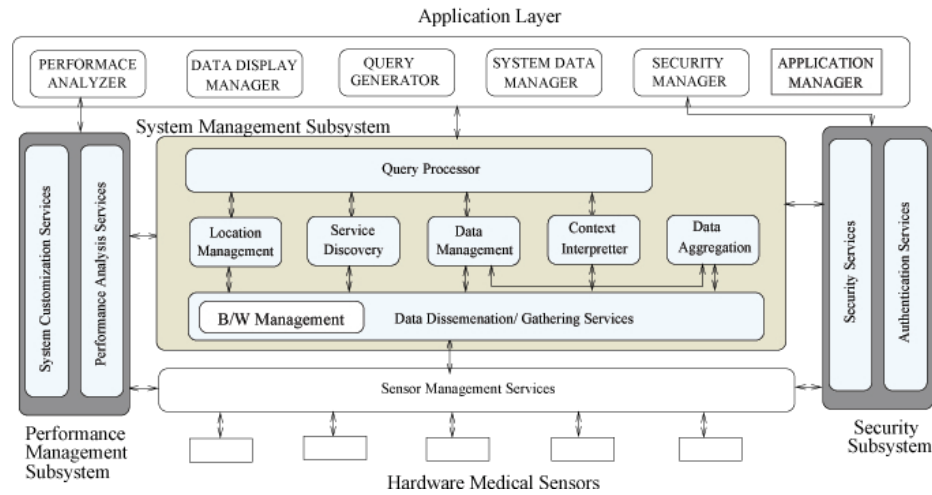 Application Layer
PERFORMACE
ANALYZER
DATA DISPLAY
MANAGER
QUERY
GENERATOR
SYSTEM DATA
MANAGER
SECURITY
MANAGER
APPLICATION
MANAGER
System Management Subsystem
System Customization Services
Performance Analysis Services
Query Processor
Location
Management
Service
Discovery
Data
Management
Context
Interpretter
Data
Aggregation
B/W Management
Data Dissemenation/ Gathering Services
Security Services
Authentication Services
Sensor Management Services
Performance
Management
Subsystem
Security
Subsystem
Hardware Medical Sensors